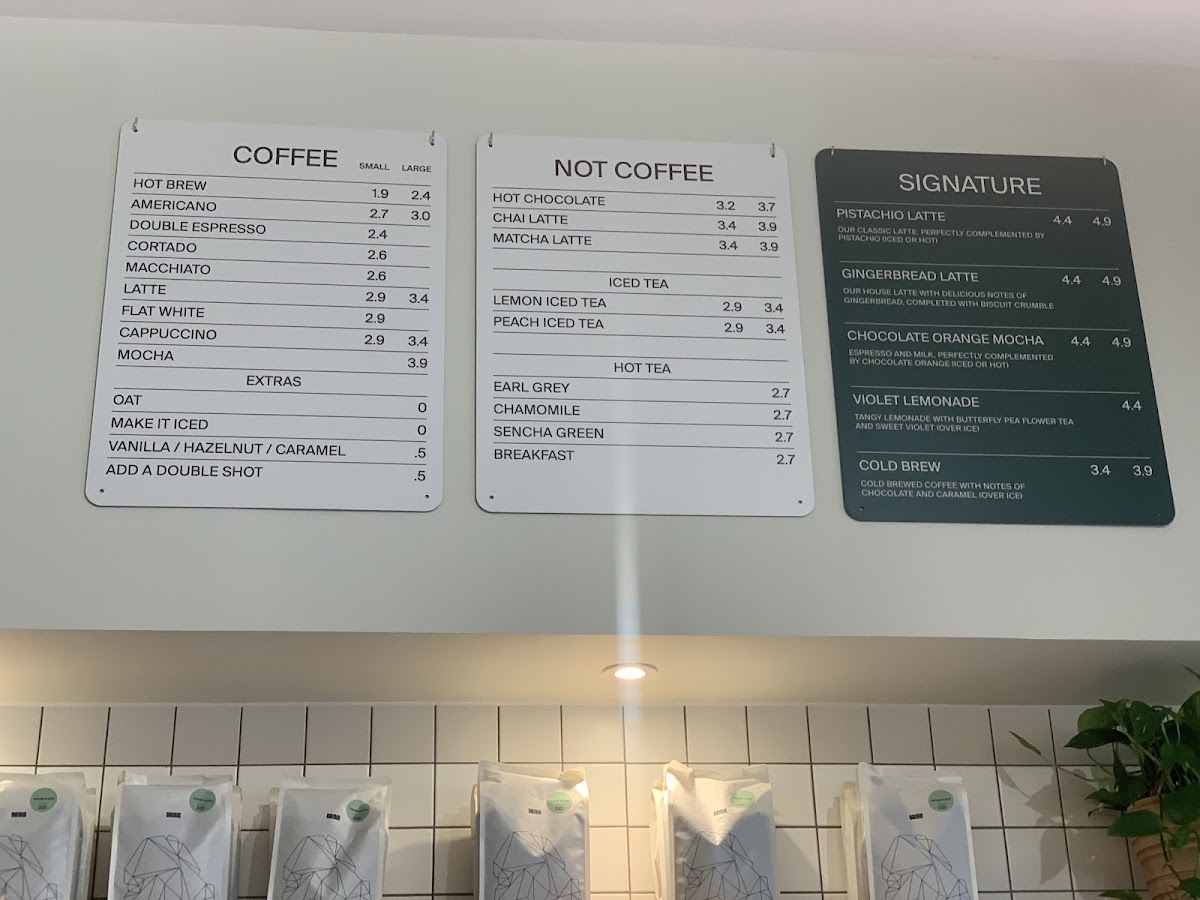 COFFEE SMALL LARGE
HOT BREW 1.9 2.4
AMERICANO 2.7 3.0
DOUBLE ESPRESSO 2.4
CORTADO 2.6
MACCHIATO 2.6
LATTE 2.9 3.4
FLAT WHITE 2.9
CAPPUCCINO 2.9 3.4
MOCHA 3.9
EXTRAS
OAT 0
MAKE IT ICED 0
VANILLA / HAZELNUT / CARAMEL .5
ADD A DOUBLE SHOT .5
NOT COFFEE
HOT CHOCOLATE 3.2 3.7
CHAI LATTE 3.4 3.9
MATCHA LATTE 3.4 3.9
ICED TEA
LEMON ICED TEA 2.9 3.4
PEACH ICED TEA 2.9 3.4
HOT TEA
EARL GREY 2.7
CHAMOMILE 2.7
SENCHA GREEN 2.7
BREAKFAST 2.7
SIGNATURE
PISTACHIO LATTE 4.4 4.9
OUR CLASSIC LATTE, PERFECTLY COMPLEMENTED BY
PISTACHIO (ICED OR HOT)
GINGERBREAD LATTE 4.4 4.9
OUR HOUSE LATTE WITH DELICIOUS NOTES OF
GINGERBREAD, COMPLETED WITH BISCUIT CRUMBLE
CHOCOLATE ORANGE MOCHA 4.4 4.9
ESPRESSO AND MILK, PERFECTLY COMPLEMENTED
BY CHOCOLATE ORANGE (ICED OR HOT)
VIOLET LEMONADE 4.4
TANGY LEMONADE WITH BUTTERFLY PEA FLOWER TEA
AND SWEET VIOLET (OVER ICE)
COLD BREW 3.4 3.9
COLD BREWED COFFEE WITH NOTES OF
CHOCOLATE AND CARAMEL (OVER ICE)